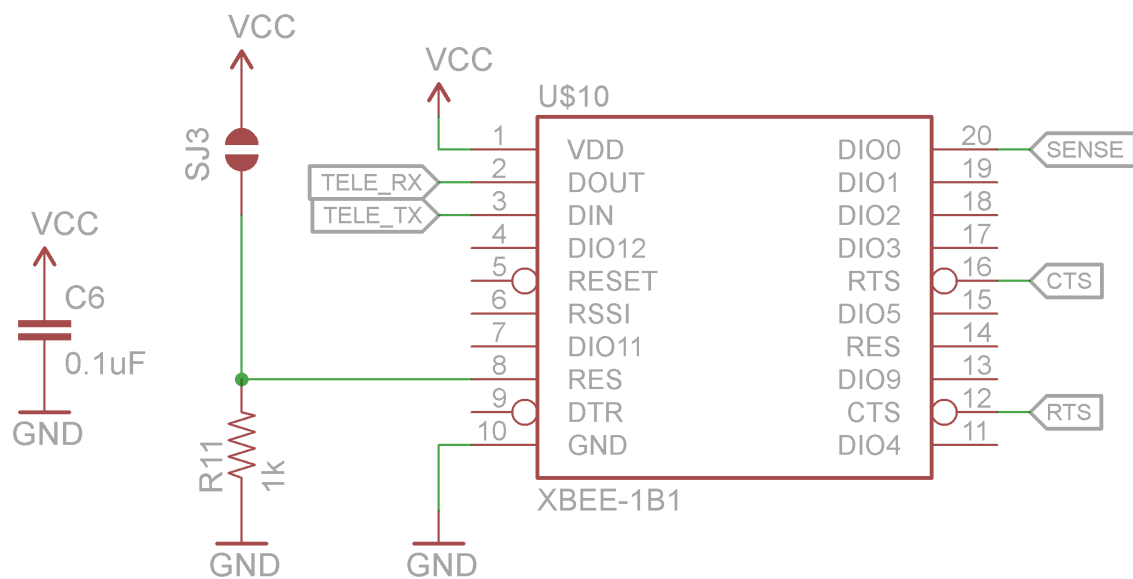 VCC
VCC
U$10
SJ3
1 VDD DIO0 20 SENSE
TELE_RX 2 DOUT DIO1 19
TELE_TX 3 DIN DIO2 18
4 DIO12 DIO3 17
VCC
5 RESET RTS 16 CTS
C6
6 RSSI DIO5 15
7 DIO11 RES 14
0.1uF
8 RES DIO9 13
9 DTR CTS 12 RTS
GND
10 GND DIO4 11
R11
1k
XBEE-1B1
GND
GND